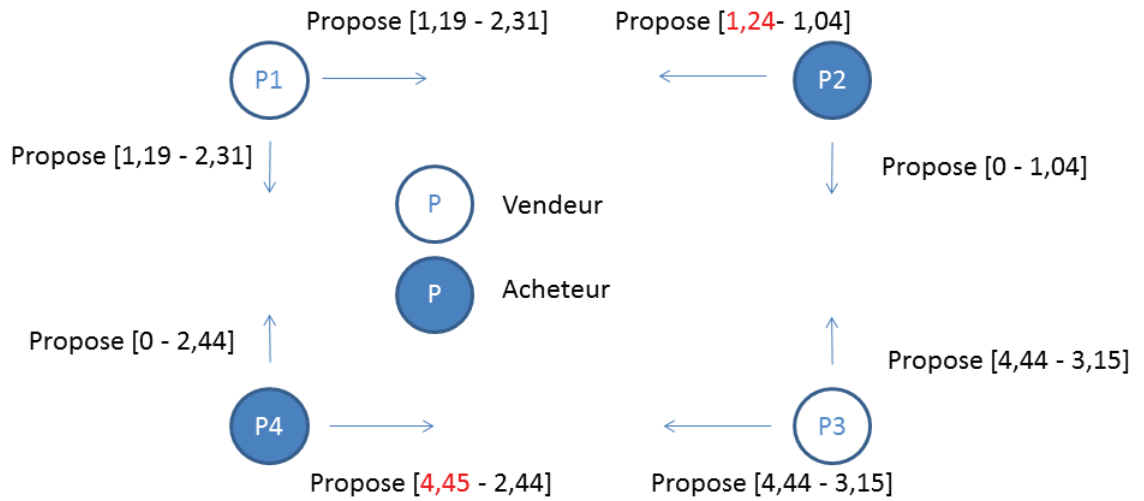 Propose [1,19 - 2,31]
Propose [1,24- 1,04]
P1
P2
Propose [1,19 - 2,31]
Propose [0 - 1,04]
P
Vendeur
P
Acheteur
Propose [0 - 2,44]
Propose [4,44 - 3,15]
P4
P3
Propose [4,45 - 2,44]
Propose [4,44 - 3,15]